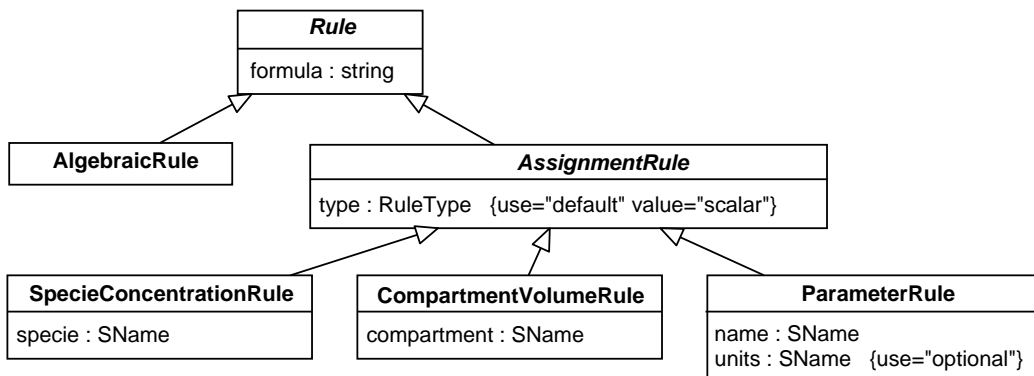 Rule
formula : string
AlgebraicRule
AssignmentRule
type : RuleType {use="default" value="scalar"}
SpecieConcentrationRule
specie : SName
CompartmentVolumeRule
compartment : SName
ParameterRule
name : SName
units : SName {use="optional"}